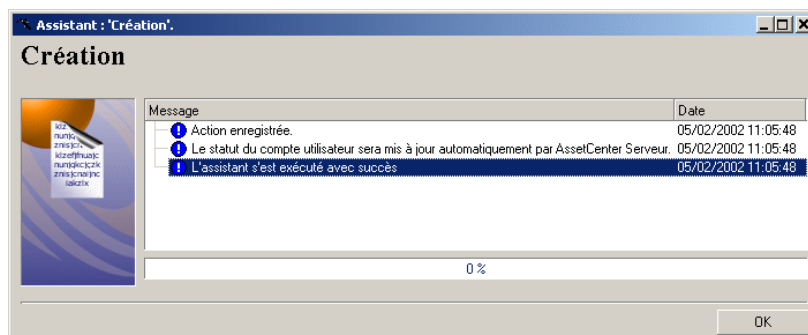 Assistant : 'Création'.
Création
Message Date
Action enregistrée. 05/02/2002 11:05:48
Le statut du compte utilisateur sera mis à jour automatiquement par AssetCenter Serveur. 05/02/2002 11:05:48
L'assistant s'est exécuté avec succès 05/02/2002 11:05:48
0 %
OK